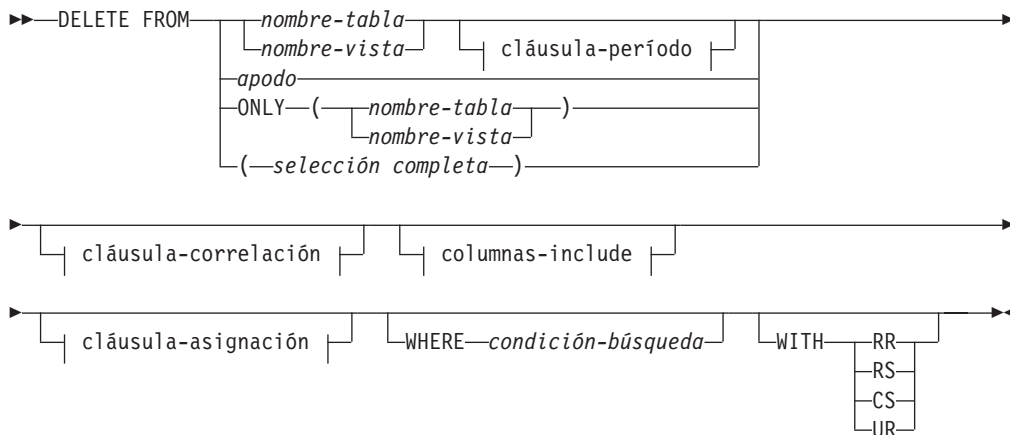 DELETE FROM nombre-tabla
nombre-vista cláusula-período
apodo
ONLY ( nombre-tabla )
nombre-vista
( selección completa )
cláusula-correlación columnas-include
cláusula-asignación WHERE condición-búsqueda WITH RR
RS
CS
UR